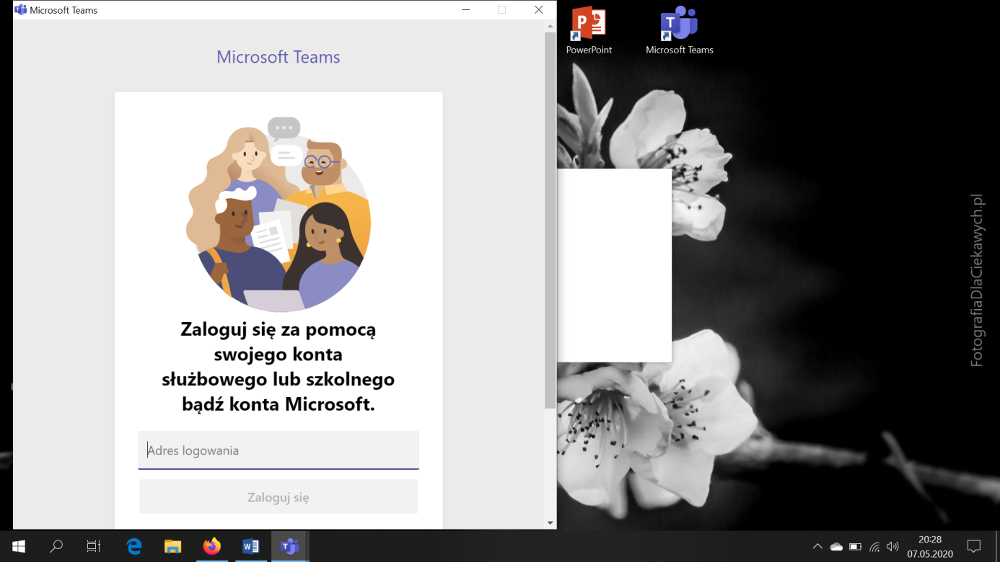 Microsoft Teams
Microsoft Teams
Zaloguj się za pomocą
swojego konta
służbowego lub szkolnego
bądź konta Microsoft.
Adres logowania
Zaloguj się
PowerPoint
Microsoft Teams
FotografiaDlaCiekawych.pl
20:28
07.05.2020